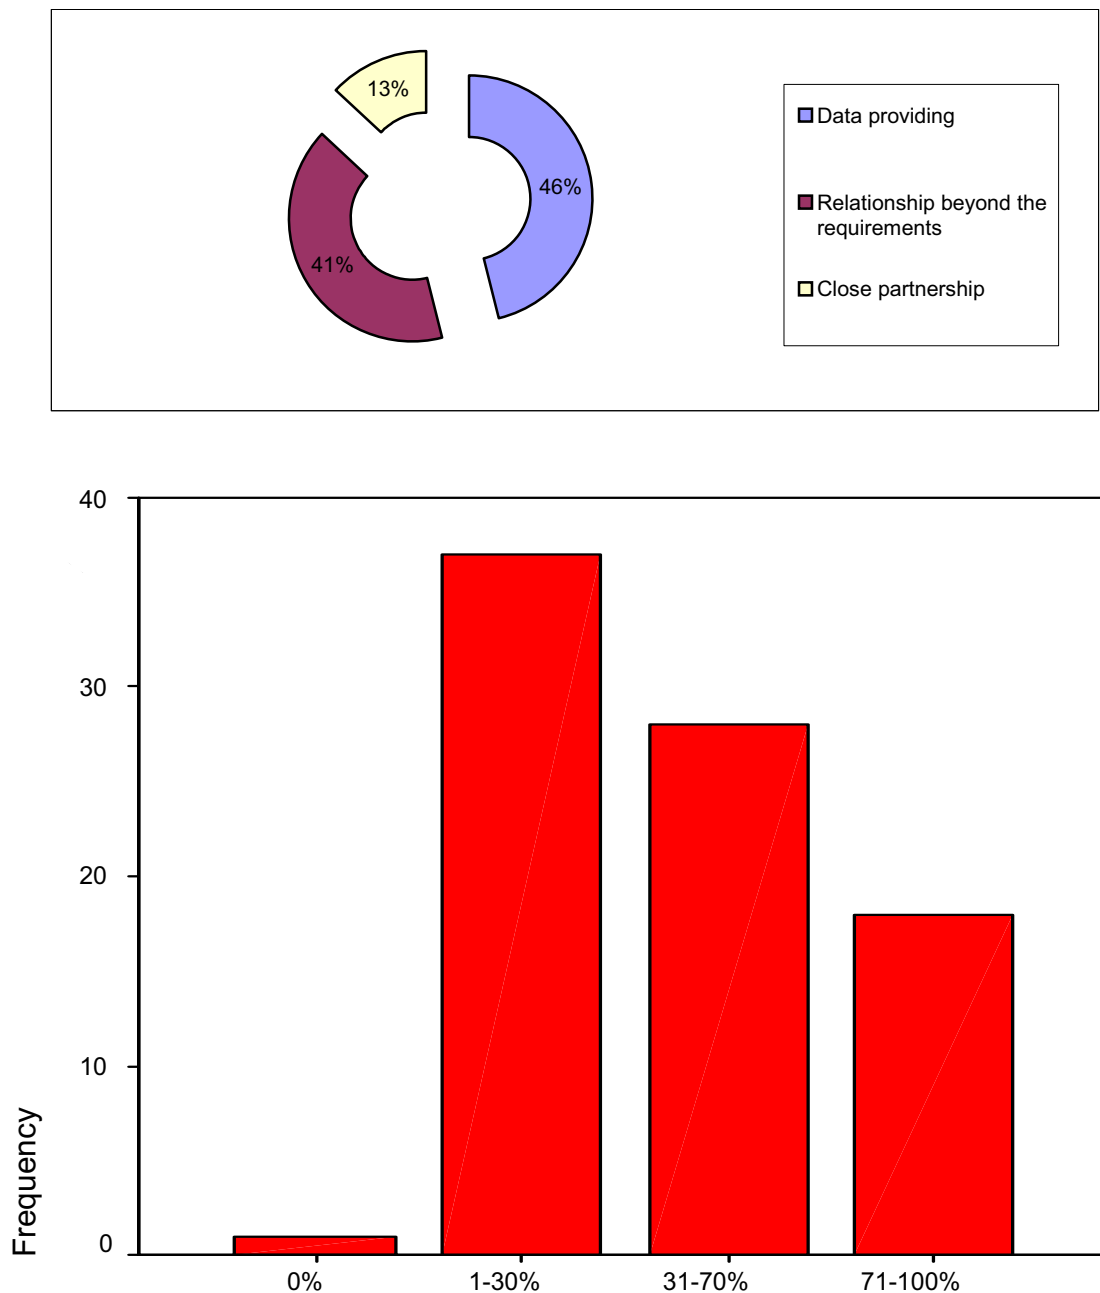 13%
46%
41%
Data providing
Relationship beyond the
requirements
Close partnership
40
30
20
10
0
Frequency
0%
1-30%
31-70%
71-100%